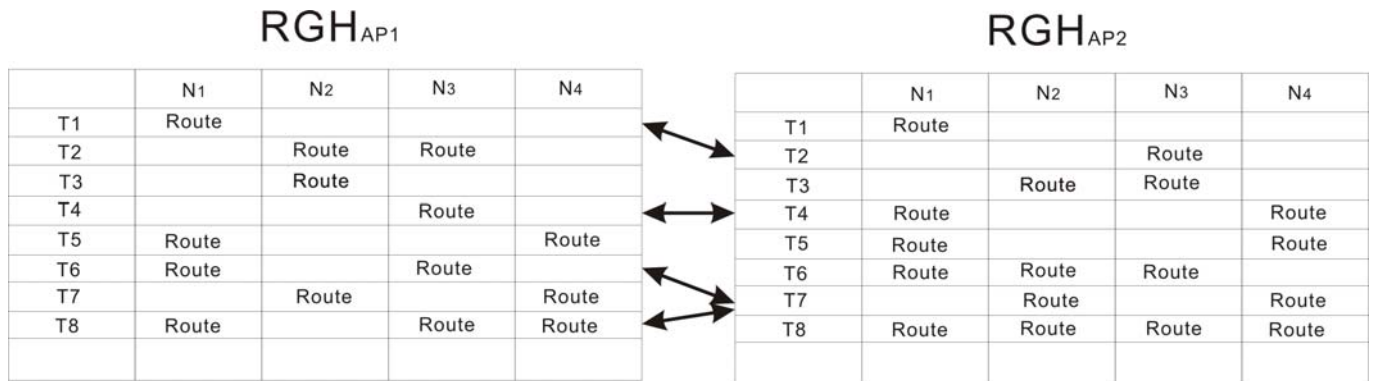 RGHAP1
N1 N2 N3 N4
T1 Route
T2 Route Route
T3 Route
T4 Route
T5 Route Route
T6 Route Route
T7 Route Route
T8 Route Route Route
RGHAP2
N1 N2 N3 N4
T1 Route
T2 Route
T3 Route Route
T4 Route Route
T5 Route Route
T6 Route Route Route
T7 Route Route
T8 Route Route Route Route